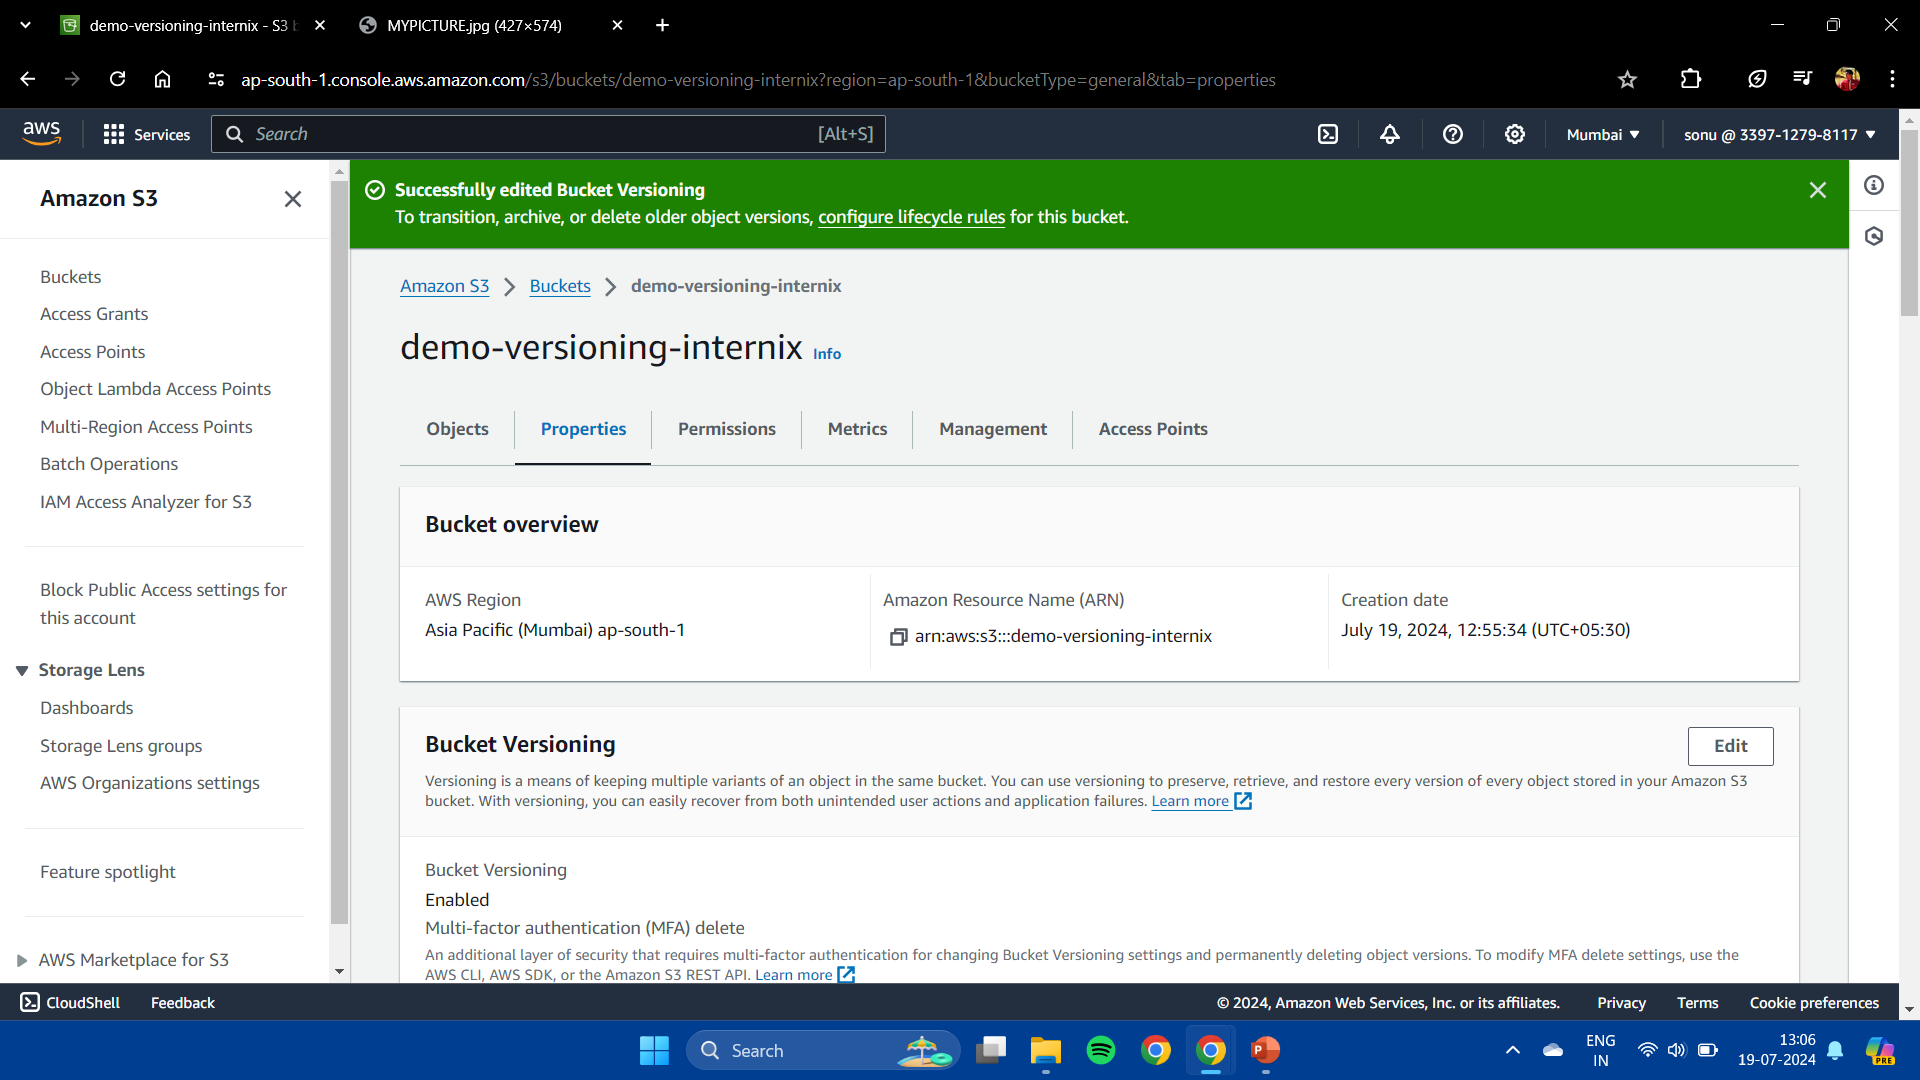 demo-versioning-internix - S3 b
MYPICTURE.jpg (427×574)
ap-south-1.console.aws.amazon.com/s3/buckets/demo-versioning-internix?region=ap-south-1&bucketType=general&tab=properties
aws
Services
Search
[Alt+S]
Mumbai
sonu @ 3397-1279-8117
Amazon S3
Buckets
Access Grants
Access Points
Object Lambda Access Points
Multi-Region Access Points
Batch Operations
IAM Access Analyzer for S3
Block Public Access settings for
this account
Storage Lens
Dashboards
Storage Lens groups
AWS Organizations settings
Feature spotlight
AWS Marketplace for S3
Successfully edited Bucket Versioning
To transition, archive, or delete older object versions, configure lifecycle rules for this bucket.
Amazon S3 > Buckets > demo-versioning-internix
demo-versioning-internix Info
Objects
Properties
Permissions
Metrics
Management
Access Points
Bucket overview
AWS Region
Asia Pacific (Mumbai) ap-south-1
Amazon Resource Name (ARN)
arn:aws:s3:::demo-versioning-internix
Creation date
July 19, 2024, 12:55:34 (UTC+05:30)
Bucket Versioning
Edit
Versioning is a means of keeping multiple variants of an object in the same bucket. You can use versioning to preserve, retrieve, and restore every version of every object stored in your Amazon S3
bucket. With versioning, you can easily recover from both unintended user actions and application failures. Learn more
Bucket Versioning
Enabled
Multi-factor authentication (MFA) delete
An additional layer of security that requires multi-factor authentication for changing Bucket Versioning settings and permanently deleting object versions. To modify MFA delete settings, use the
AWS CLI, AWS SDK, or the Amazon S3 REST API. Learn more
CloudShell
Feedback
© 2024, Amazon Web Services, Inc. or its affiliates.
Privacy
Terms
Cookie preferences
Search
P
ENG
IN
13:06
19-07-2024
PRE